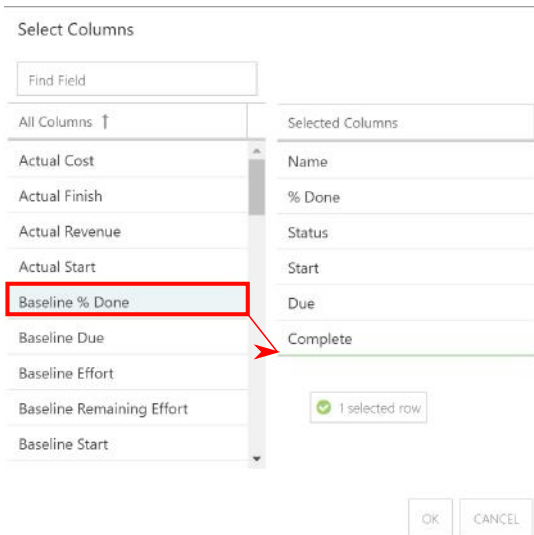 Select Columns
Find Field
All Columns ↑
Actual Cost
Actual Finish
Actual Revenue
Actual Start
Baseline % Done
Baseline Due
Baseline Effort
Baseline Remaining Effort
Baseline Start
Selected Columns
Name
% Done
Status
Start
Due
Complete
1 selected row
OK
CANCEL